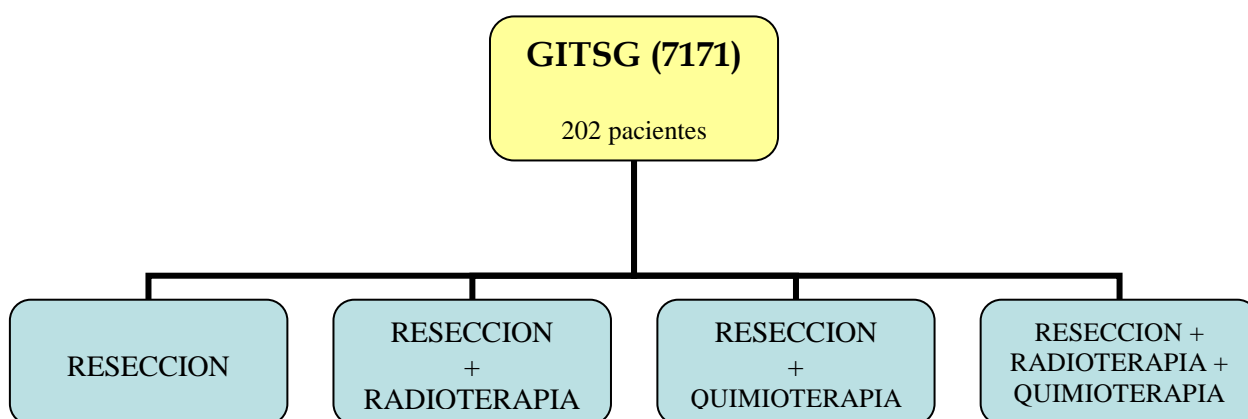 GITSG (7171)
202 pacientes
RESECCION
RESECCION
+
RADIOTERAPIA
RESECCION
+
QUIMIOTERAPIA
RESECCION +
RADIOTERAPIA +
QUIMIOTERAPIA